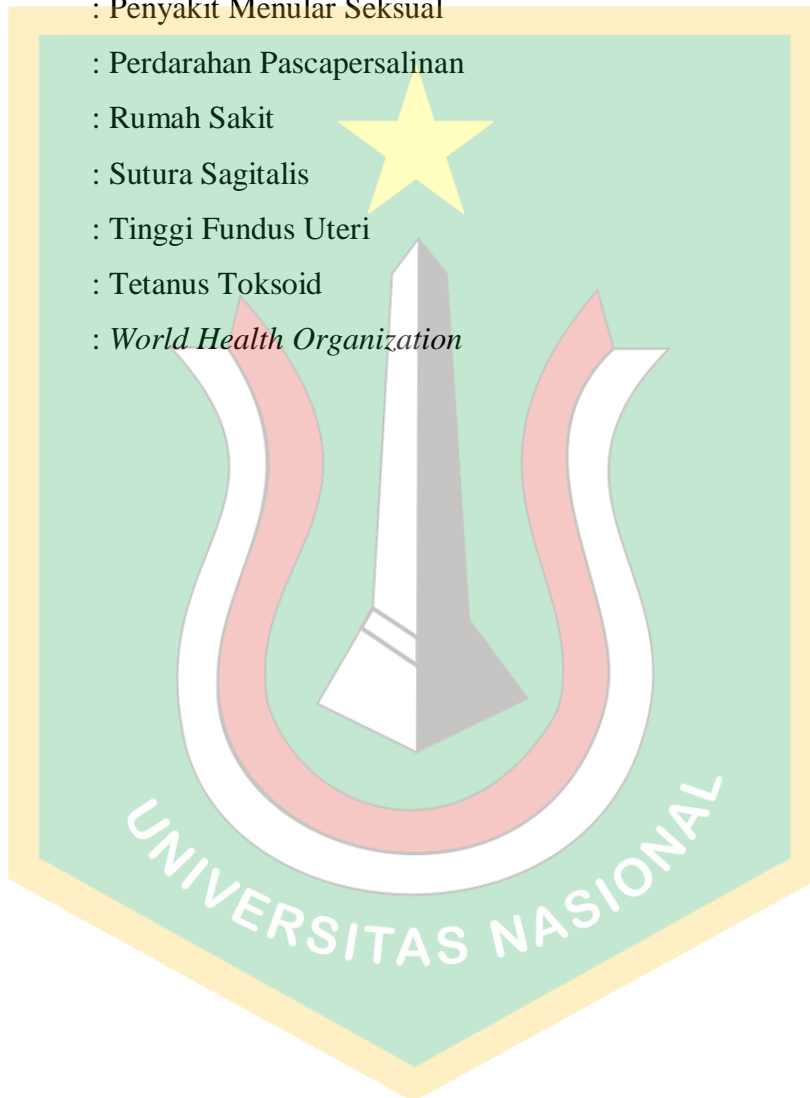 : Penyakit Menular Seksual
: Perdarahan Pascapersalinan
: Rumah Sakit
: Sutura Sagitalis
: Tinggi Fundus Uteri
: Tetanus Toksoid
: World Health Organization
UNIVERSITAS NASIONAL